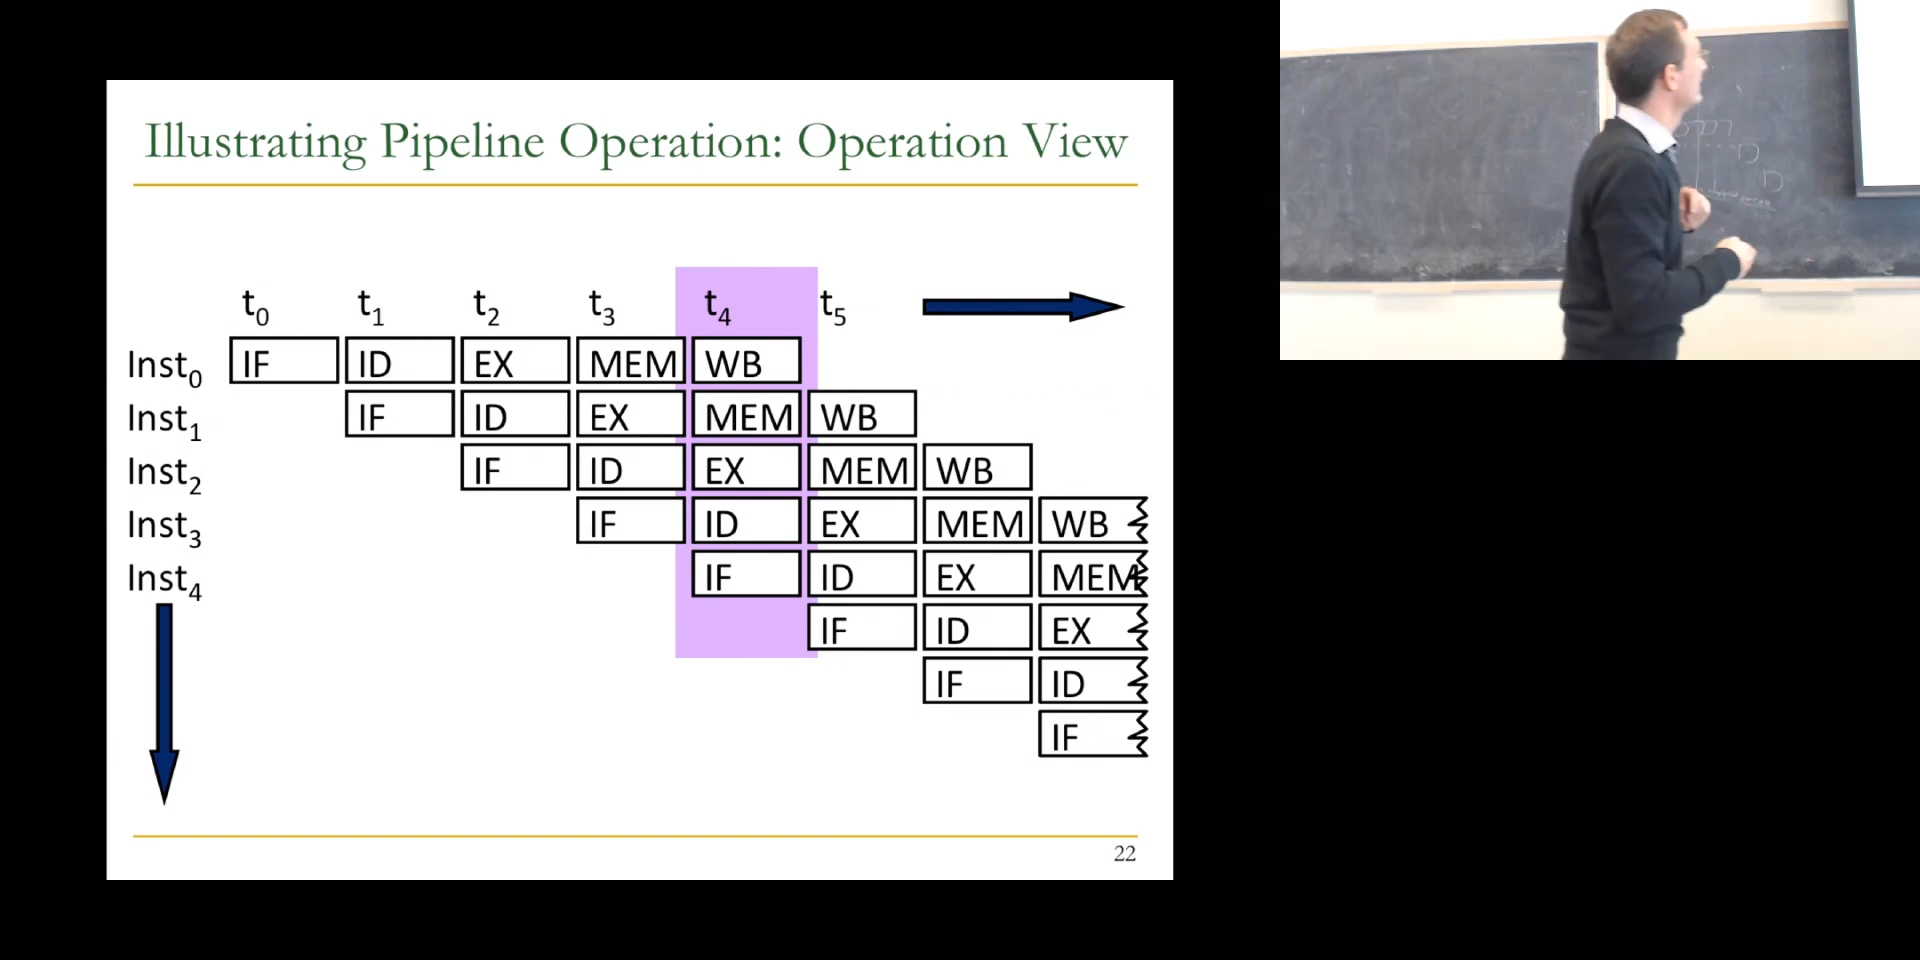 Illustrating Pipeline Operation: Operation View
t0 t1 t2 t3 t4 t5
Inst0 IF ID EX MEM WB
Inst1 IF ID EX MEM WB
Inst2 IF ID EX MEM WB
Inst3 IF ID EX MEM WB
Inst4 IF ID EX MEM
IF ID EX
IF ID
IF
22